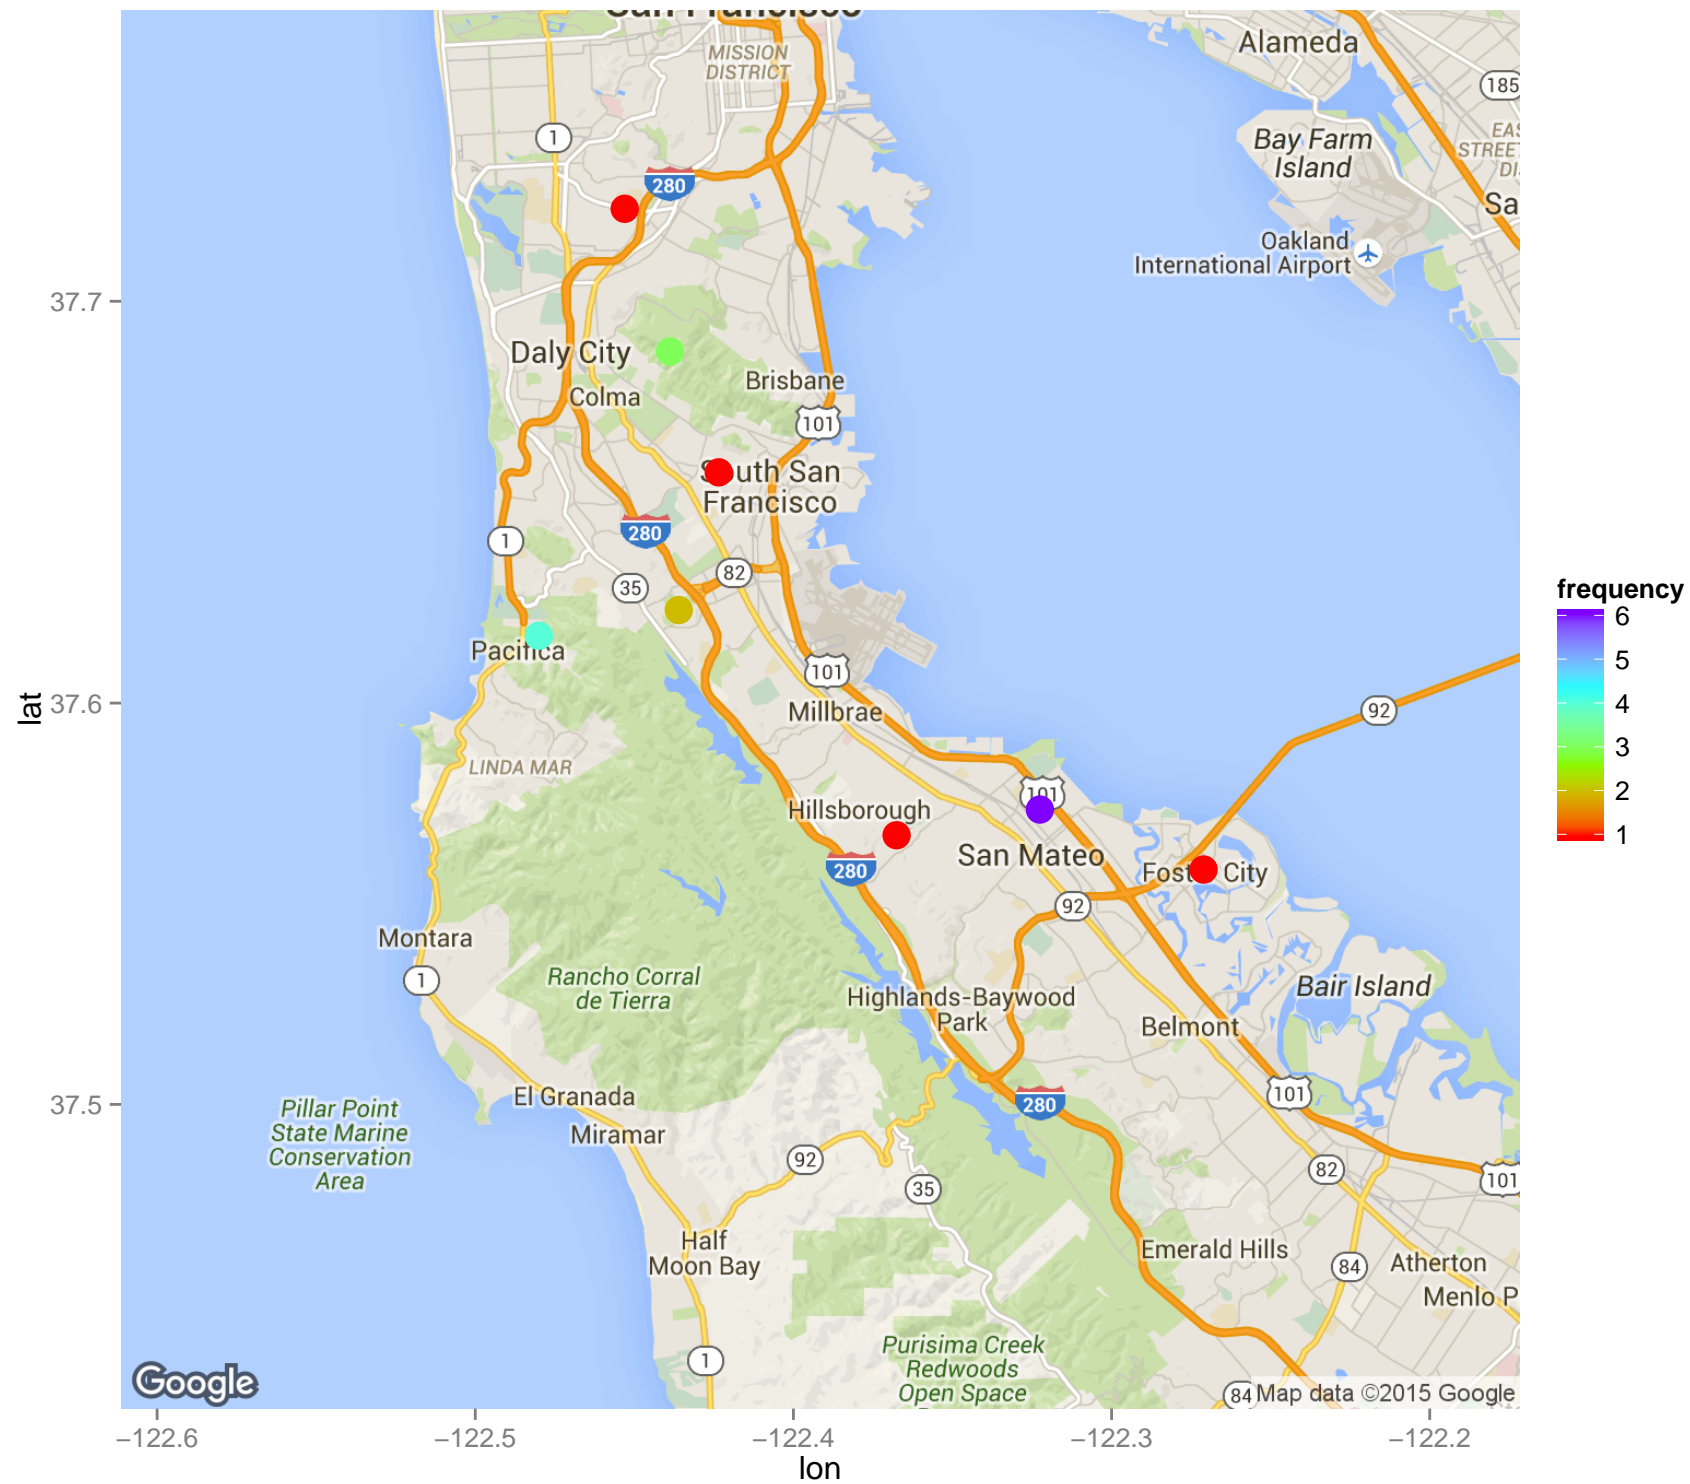 San Francisco
MISSION
DISTRICT
Alameda
185
1
Bay Farm
Island
280
Oakland
International Airport
37.7
Daly City
Brisbane
Colma
101
South San
Francisco
280
1
82
35
Pacifica
101
lat
37.6
Millbrae
92
LINDA MAR
101
Hillsborough
San Mateo
280
City
92
Montara
1
Rancho Corral
de Tierra
Bair Island
Highlands-Baywood
Park
Belmont
37.5
El Granada
280
101
Pillar Point
State Marine
Conservation
Area
Miramar
92
82
101
35
Half
Moon Bay
Emerald Hills
84
Atherton
Menlo P
Purisima Creek
Redwoods
Open Space
1
Google
84
Map data ©2015 Google
−122.6
−122.5
−122.4
−122.3
−122.2
lon
frequency
6
5
4
3
2
1